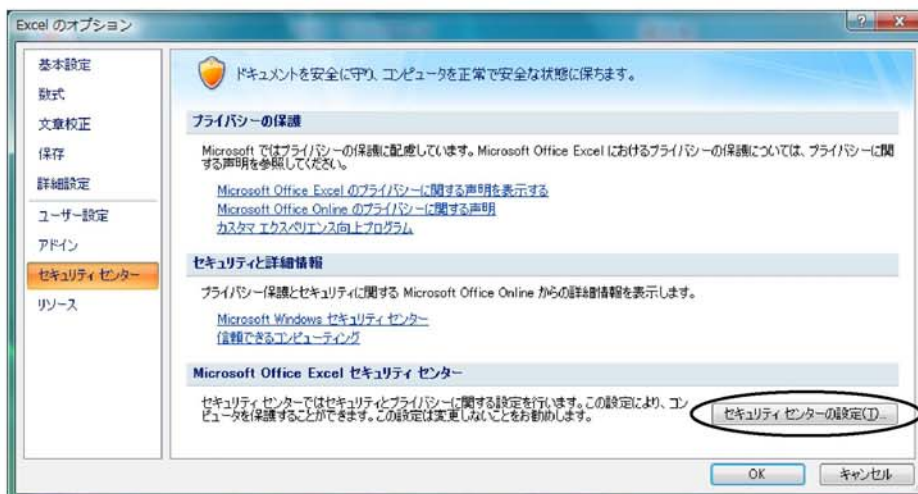 Excel のオプション
基本設定
数式
文章校正
保存
詳細設定
ユーザー設定
アドイン
セキュリティ センター
リソース
ドキュメントを安全に守り、コンピュータを正常で安全な状態に保ちます。
プライバシーの保護
Microsoft ではプライバシーの保護に配慮しています。Microsoft Office Excel におけるプライバシーの保護については、プライバシーに関
する声明を参照してください。
Microsoft Office Excel のプライバシーに関する声明を表示する
Microsoft Office Online のプライバシーに関する声明
カスタマ エクスペリエンス向上プログラム
セキュリティと詳細情報
プライバシー保護とセキュリティに関する Microsoft Office Online からの詳細情報を表示します。
Microsoft Windows セキュリティ センター
信頼できるコンピューティング
Microsoft Office Excel セキュリティ センター
セキュリティ センターではセキュリティとプライバシーに関する設定を行います。この設定により、コン
ピュータを保護することができます。この設定は変更しないことをお勧めします。
セキュリティ センターの設定(T)...
OK
キャンセル